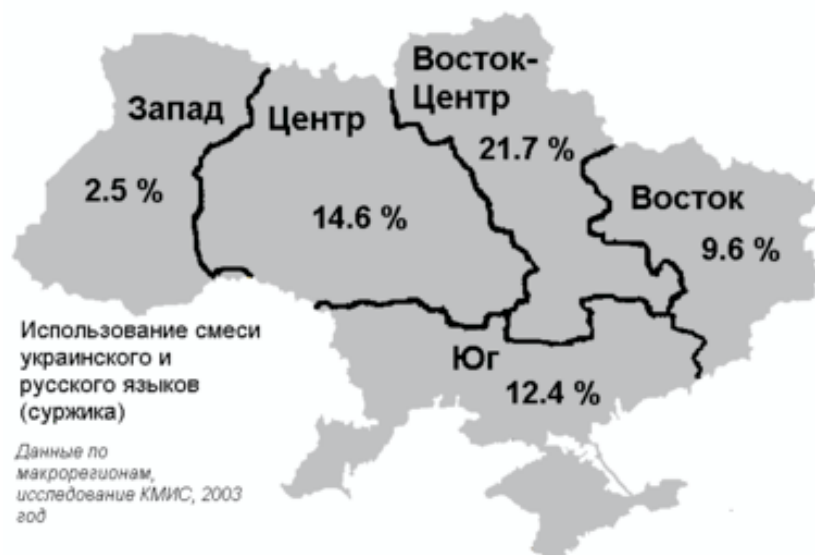 Восток-
Центр
21.7 %
Запад
2.5 %
Центр
14.6 %
Восток
9.6 %
Юг
12.4 %
Использование смеси
украинского и
русского языков
(суржика)
Данные по
макрорегионам,
исследование КМИС, 2003
год